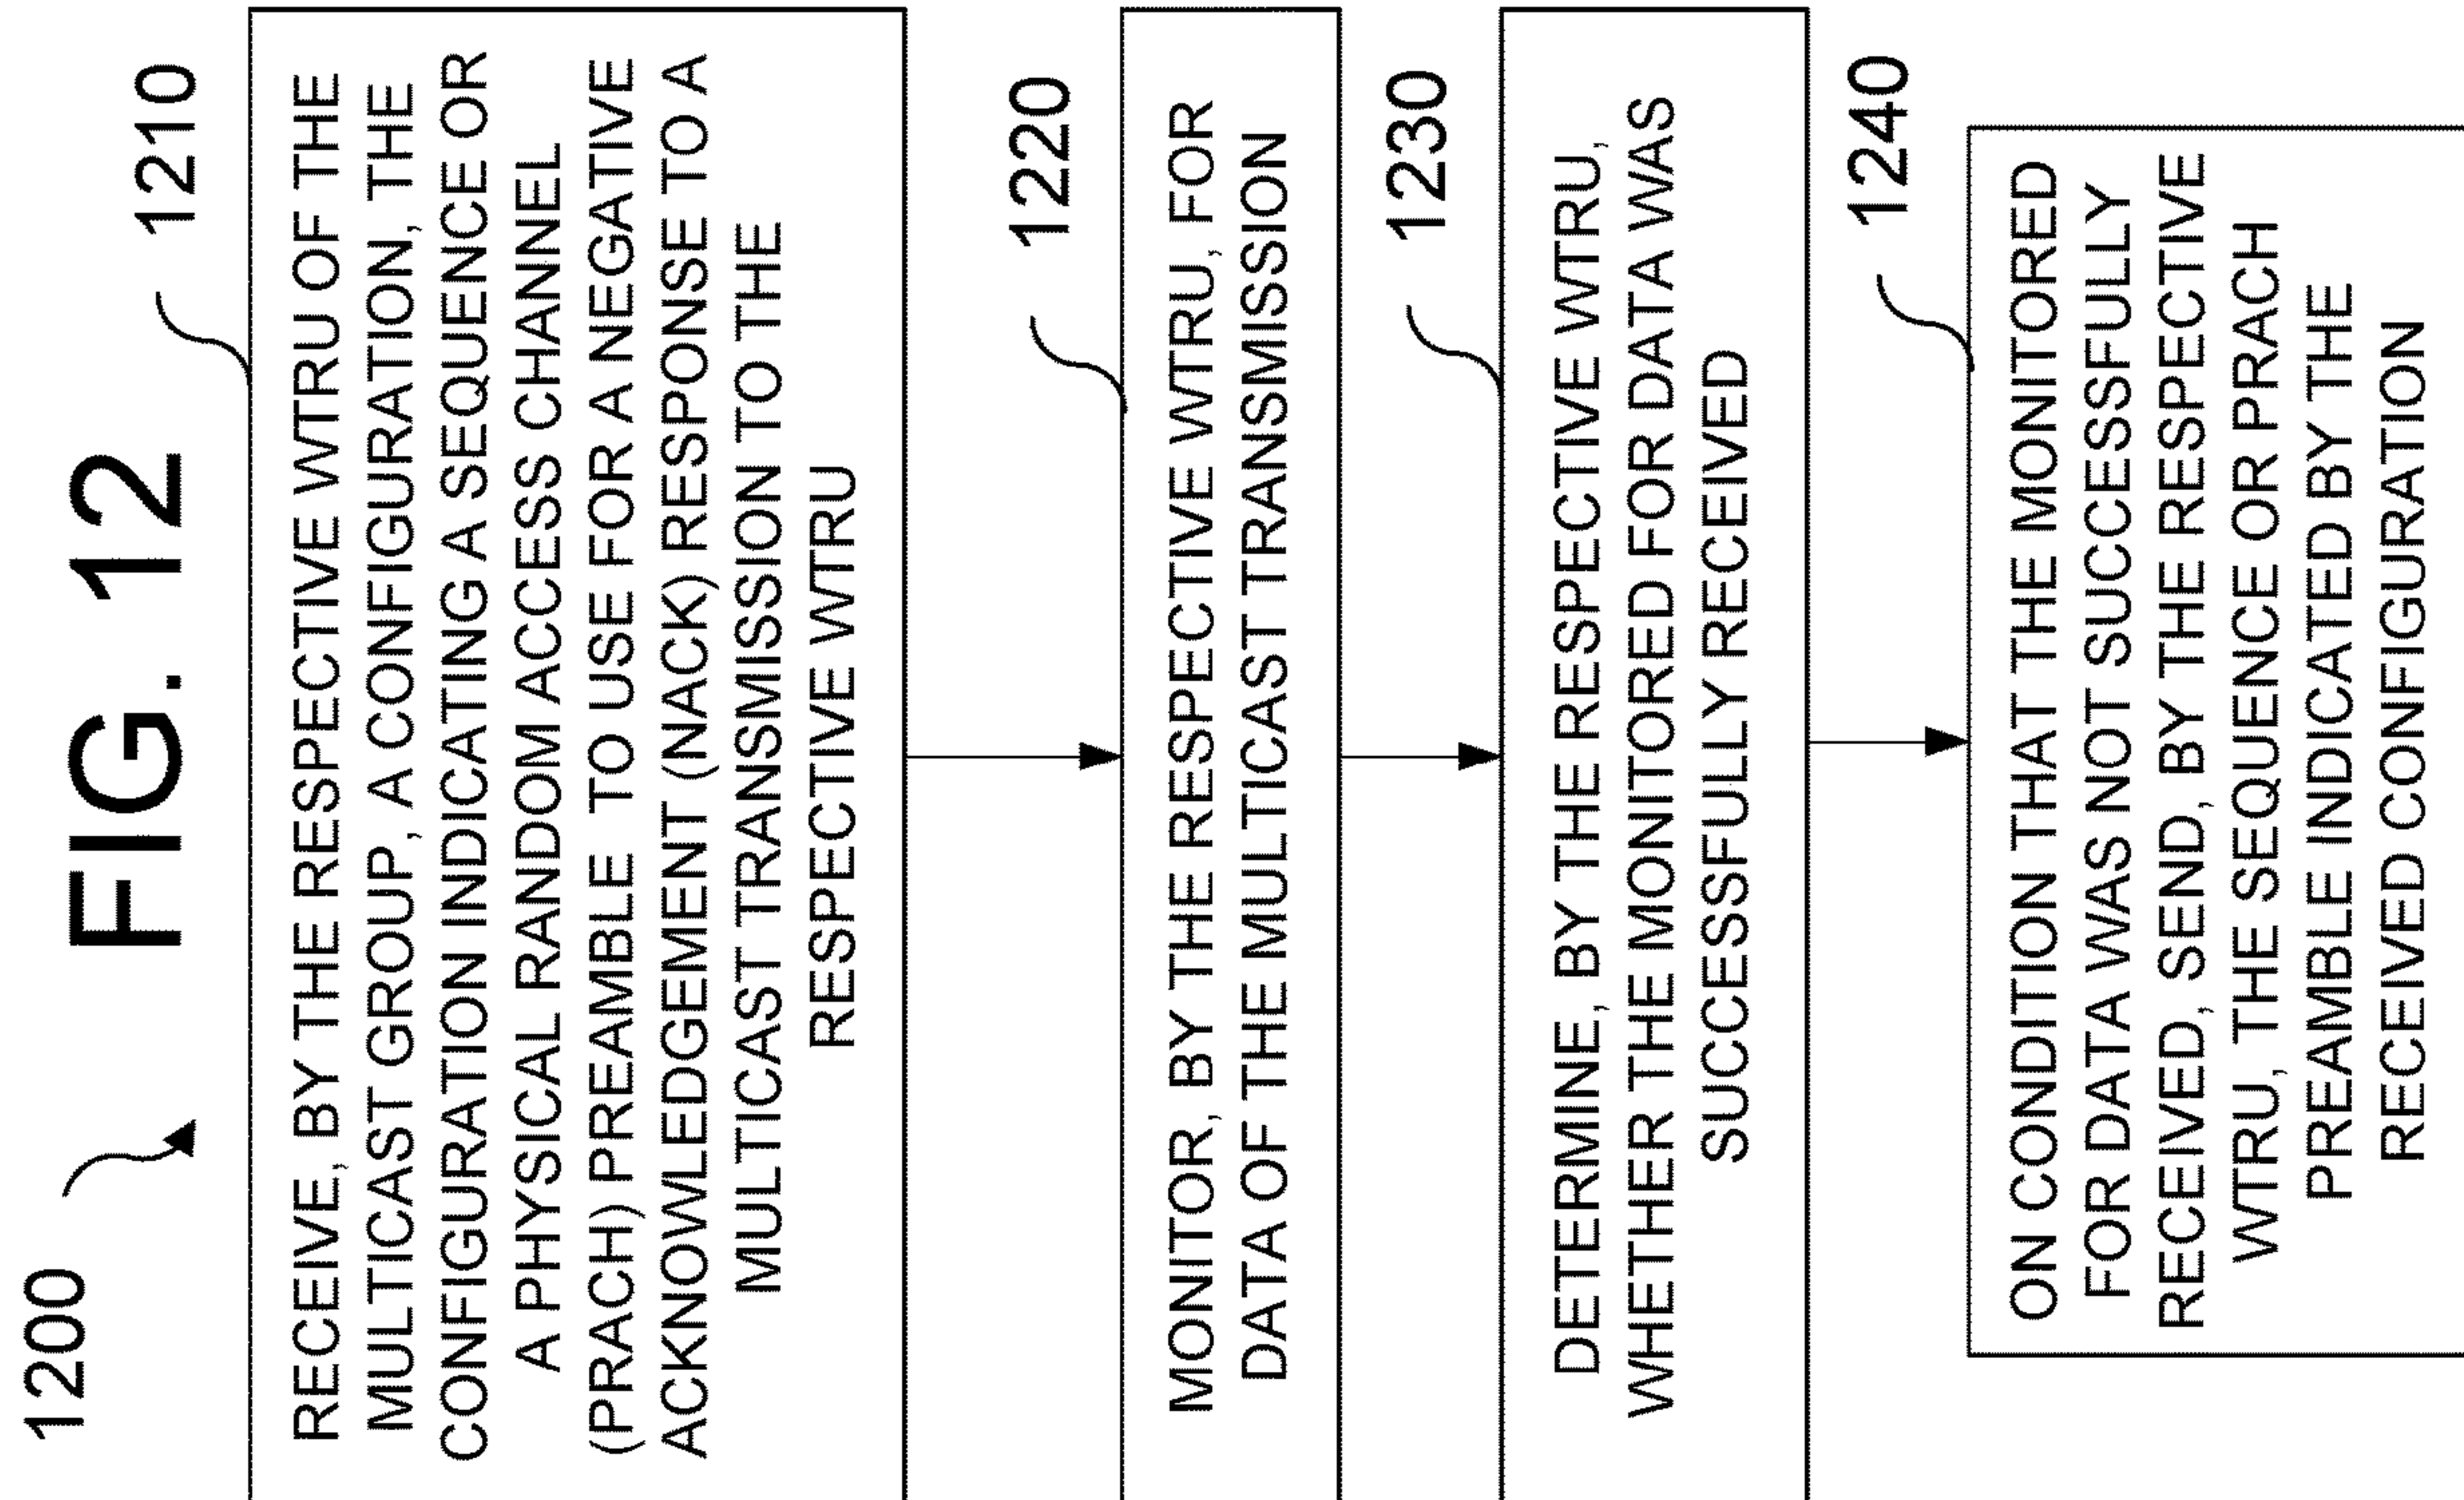 1200
FIG. 12
1210
RECEIVE, BY THE RESPECTIVE WTRU OF THE
MULTICAST GROUP, A CONFIGURATION, THE
CONFIGURATION INDICATING A SEQUENCE OR
A PHYSICAL RANDOM ACCESS CHANNEL
(PRACH) PREAMBLE TO USE FOR A NEGATIVE
ACKNOWLEDGEMENT (NACK) RESPONSE TO A
MULTICAST TRANSMISSION TO THE
RESPECTIVE WTRU
1220
MONITOR, BY THE RESPECTIVE WTRU, FOR
DATA OF THE MULTICAST TRANSMISSION
1230
DETERMINE, BY THE RESPECTIVE WTRU,
WHETHER THE MONITORED FOR DATA WAS
SUCCESSFULLY RECEIVED
1240
ON CONDITION THAT THE MONITORED
FOR DATA WAS NOT SUCCESSFULLY
RECEIVED, SEND, BY THE RESPECTIVE
WTRU, THE SEQUENCE OR PRACH
PREAMBLE INDICATED BY THE
RECEIVED CONFIGURATION